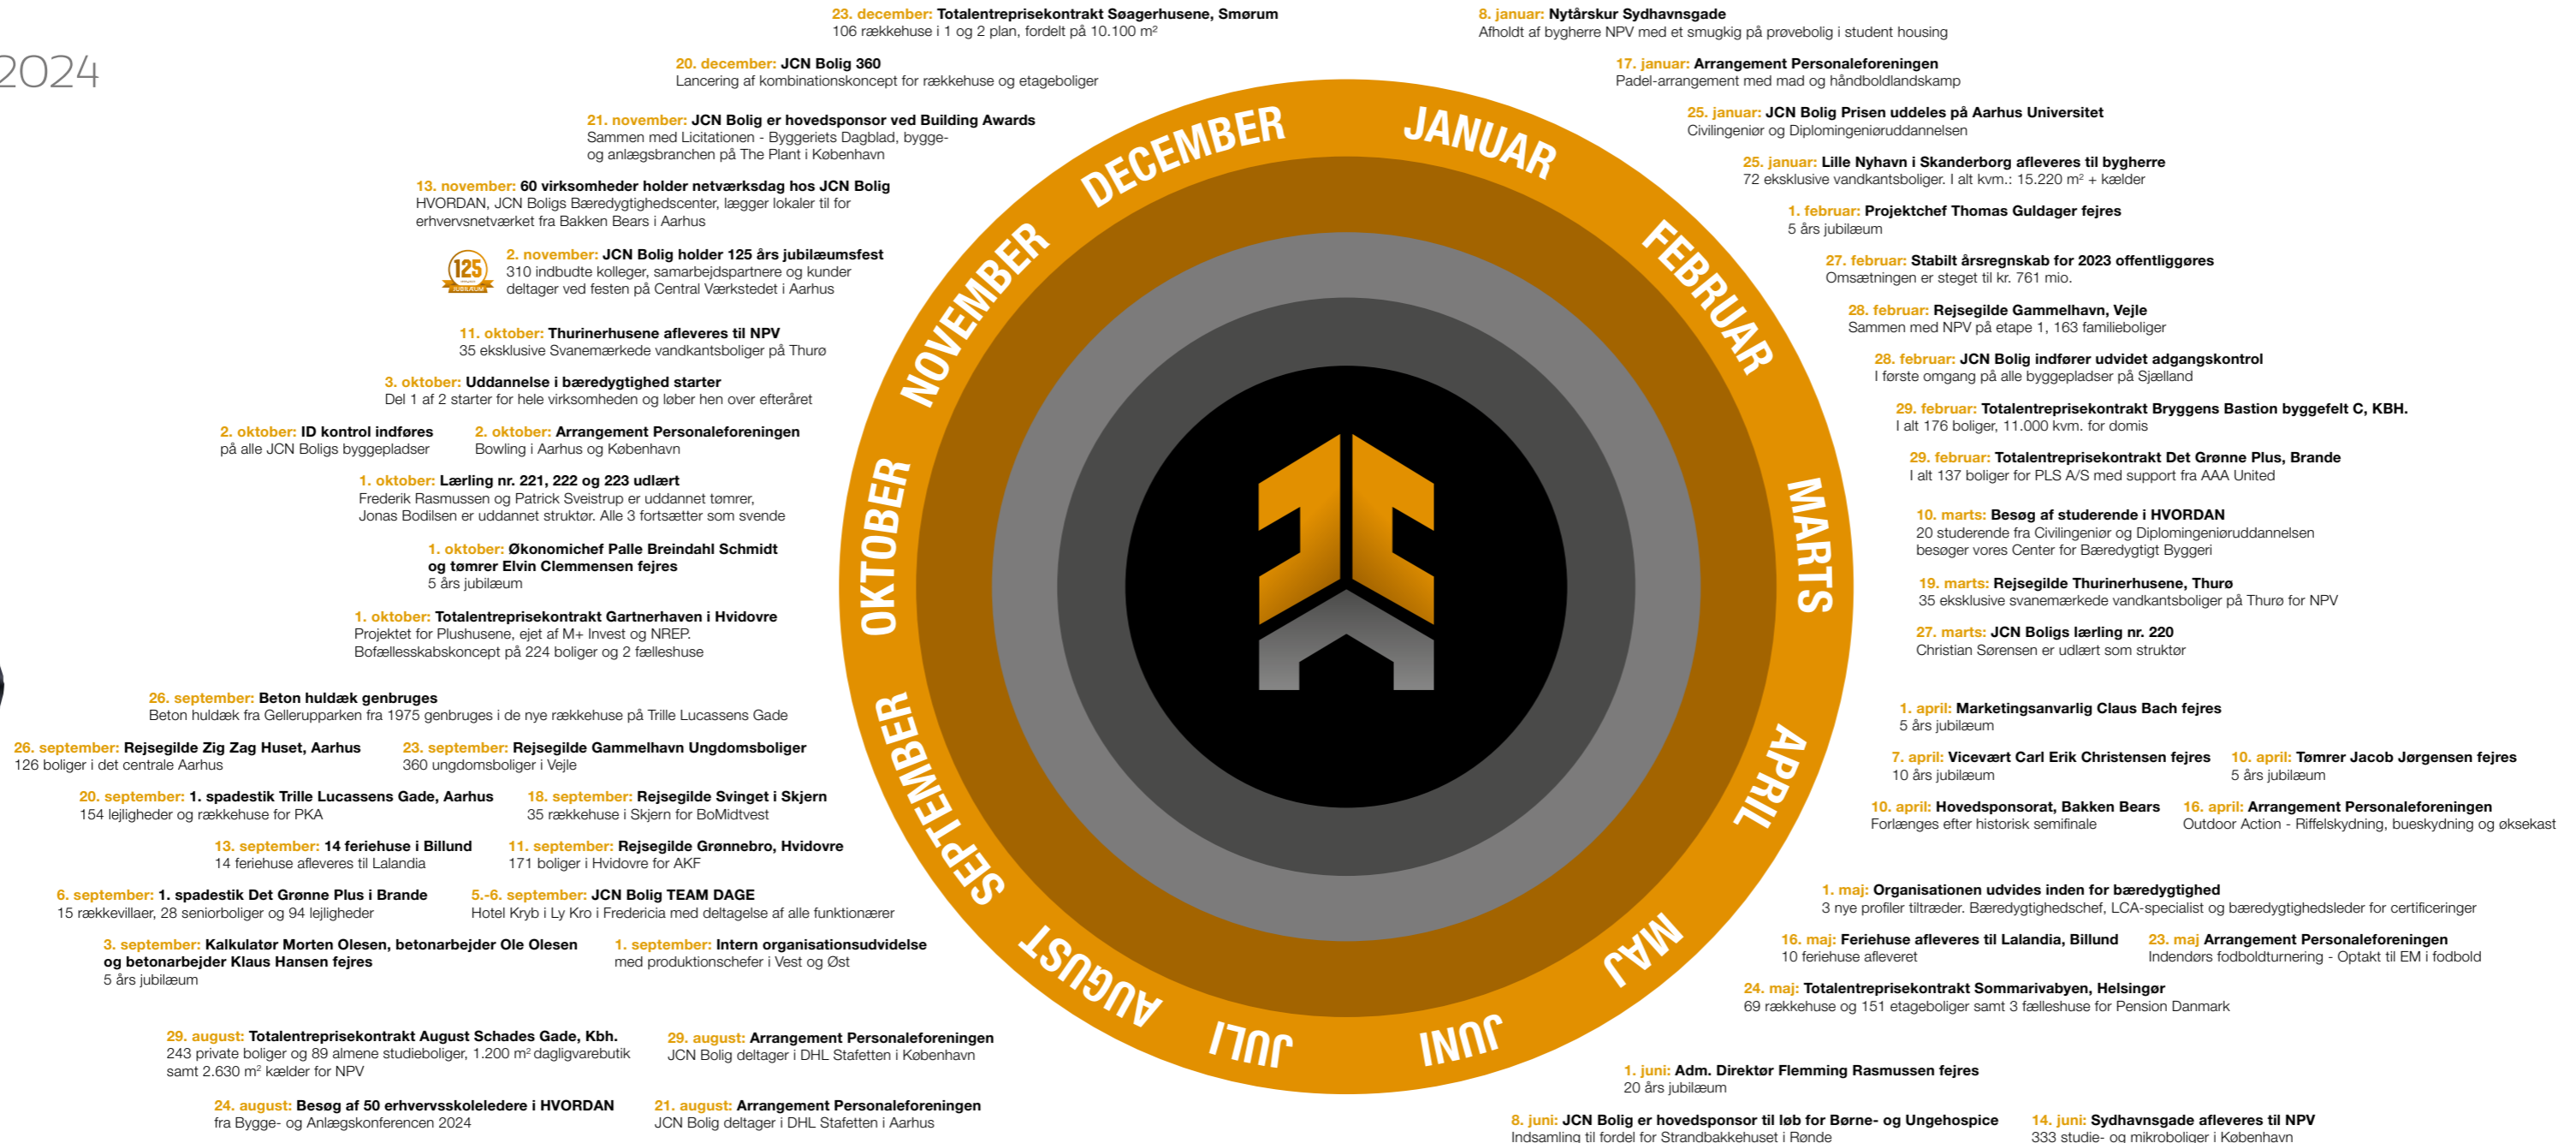 2024
8. januar: Nytårskur Sydhavnsgade
Afholdt af bygherre NPV med et smugkig på prøvebolig i student housing
17. januar: Arrangement Personaleforeningen
Padel-arrangement med mad og håndboldlandskamp
25. januar: JCN Bolig Prisen uddeles på Aarhus Universitet
Civilingeniør og Diplomingeniøruddannelsen
25. januar: Lille Nyhavn i Skanderborg afleveres til bygherre
72 eksklusive vandkantsboliger. I alt kvm.: 15.220 m² + kælder
1. februar: Projektchef Thomas Guldager fejres
5 års jubilæum
27. februar: Stabilt årsregnskab for 2023 offentliggøres
Omsætningen er steget til kr. 761 mio.
28. februar: Rejsegilde Gammelhavn, Vejle
Sammen med NPV på etape 1, 163 familieboliger
28. februar: JCN Bolig indfører udvidet adgangskontrol
I første omgang på alle byggepladser på Sjælland
29. februar: Totalentreprisekontrakt Bryggens Bastion byggefelt C, KBH.
I alt 176 boliger, 11.000 kvm. for domis
29. februar: Totalentreprisekontrakt Det Grønne Plus, Brande
I alt 137 boliger for PLS A/S med support fra AAA United
10. marts: Besøg af studerende i HVORDAN
20 studerende fra Civilingeniør og Diplomingeniøruddannelsen
besøger vores Center for Bæredygtigt Byggeri
19. marts: Rejsegilde Thurinerhusene, Thurø
35 eksklusive svanemærkede vandkantsboliger på Thurø for NPV
27. marts: JCN Boligs lærling nr. 220
Christian Sørensen er udlært som struktør
1. april: Marketingsanvarlig Claus Bach fejres
5 års jubilæum
7. april: Vicevært Carl Erik Christensen fejres
10 års jubilæum
10. april: Tømrer Jacob Jørgensen fejres
5 års jubilæum
10. april: Hovedsponsorat, Bakken Bears
Forlænges efter historisk semifinale
16. april: Arrangement Personaleforeningen
Outdoor Action - Riffelskydning, bueskydning og øksekast
1. maj: Organisationen udvides inden for bæredygtighed
3 nye profiler tiltræder. Bæredygtighedschef, LCA-specialist og bæredygtighedsleder for certificeringer
16. maj: Feriehuse afleveres til Lalandia, Billund
10 feriehuse afleveret
23. maj Arrangement Personaleforeningen
Indendørs fodboldturnering - Optakt til EM i fodbold
24. maj: Totalentreprisekontrakt Sommarivabyen, Helsingør
69 rækkehuse og 151 etageboliger samt 3 fælleshuse for Pension Danmark
1. juni: Adm. Direktør Flemming Rasmussen fejres
20 års jubilæum
8. juni: JCN Bolig er hovedsponsor til løb for Børne- og Ungehospice
Indsamling til fordel for Strandbakkehuset i Rønde
14. juni: Sydhavnsgade afleveres til NPV
333 studie- og mikroboliger i København
21. august: Arrangement Personaleforeningen
JCN Bolig deltager i DHL Stafetten i Aarhus
24. august: Besøg af 50 erhvervsskoleledere i HVORDAN
fra Bygge- og Anlægskonferencen 2024
29. august: Arrangement Personaleforeningen
JCN Bolig deltager i DHL Stafetten i København
29. august: Totalentreprisekontrakt August Schades Gade, Kbh.
243 private boliger og 89 almene studieboliger, 1.200 m² dagligvarebutik
samt 2.630 m² kælder for NPV
1. september: Intern organisationsudvidelse
med produktionschefer i Vest og Øst
3. september: Kalkulatør Morten Olesen, betonarbejder Ole Olesen
og betonarbejder Klaus Hansen fejres
5 års jubilæum
5.-6. september: JCN Bolig TEAM DAGE
Hotel Kryb i Ly Kro i Fredericia med deltagelse af alle funktionærer
6. september: 1. spadestik Det Grønne Plus i Brande
15 rækkevillaer, 28 seniorboliger og 94 lejligheder
11. september: Rejsegilde Grønnebro, Hvidovre
171 boliger i Hvidovre for AKF
13. september: 14 feriehuse i Billund
14 feriehuse afleveres til Lalandia
18. september: Rejsegilde Svinget i Skjern
35 rækkehuse i Skjern for BoMidtvest
20. september: 1. spadestik Trille Lucassens Gade, Aarhus
154 lejligheder og rækkehuse for PKA
23. september: Rejsegilde Gammelhavn Ungdomsboliger
360 ungdomsboliger i Vejle
26. september: Rejsegilde Zig Zag Huset, Aarhus
126 boliger i det centrale Aarhus
26. september: Beton huldæk genbruges
Beton huldæk fra Gellerupparken fra 1975 genbruges i de nye rækkehuse på Trille Lucassens Gade
1. oktober: Totalentreprisekontrakt Gartnerhaven i Hvidovre
Projektet for Plushusene, ejet af M+ Invest og NREP.
Bofællesskabskoncept på 224 boliger og 2 fælleshuse
1. oktober: Økonomichef Palle Breindahl Schmidt
og tømrer Elvin Clemmensen fejres
5 års jubilæum
1. oktober: Lærling nr. 221, 222 og 223 udlært
Frederik Rasmussen og Patrick Sveistrup er uddannet tømrer,
Jonas Bodilsen er uddannet struktør. Alle 3 fortsætter som svende
2. oktober: ID kontrol indføres
på alle JCN Boligs byggepladser
2. oktober: Arrangement Personaleforeningen
Bowling i Aarhus og København
3. oktober: Uddannelse i bæredygtighed starter
Del 1 af 2 starter for hele virksomheden og løber hen over efteråret
11. oktober: Thurinerhusene afleveres til NPV
35 eksklusive Svanemærkede vandkantsboliger på Thurø
2. november: JCN Bolig holder 125 års jubilæumsfest
310 indbudte kolleger, samarbejdspartnere og kunder
deltager ved festen på Central Værkstedet i Aarhus
125
JUBILÆUM
13. november: 60 virksomheder holder netværksdag hos JCN Bolig
HVORDAN, JCN Boligs Bæredygtighedscenter, lægger lokaler til for
erhvervsnetværket fra Bakken Bears i Aarhus
21. november: JCN Bolig er hovedsponsor ved Building Awards
Sammen med Licitationen - Byggeriets Dagblad, bygge-
og anlægsbranchen på The Plant i København
20. december: JCN Bolig 360
Lancering af kombinationskoncept for rækkehuse og etageboliger
23. december: Totalentreprisekontrakt Søagerhusene, Smørum
106 rækkehuse i 1 og 2 plan, fordelt på 10.100 m²
JANUAR
FEBRUAR
MARTS
APRIL
MAJ
JUNI
JULI
AUGUST
SEPTEMBER
OKTOBER
NOVEMBER
DECEMBER